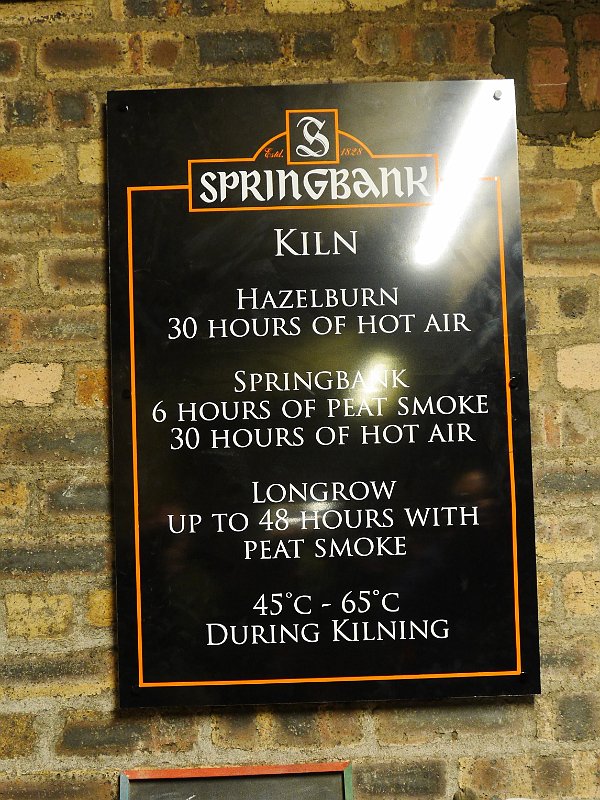 S
Estd. 1828
SPRINGBANK
KILN
HAZELBURN
30 HOURS OF HOT AIR
SPRINGBANK
6 HOURS OF PEAT SMOKE
30 HOURS OF HOT AIR
LONGROW
UP TO 48 HOURS WITH
PEAT SMOKE
45°C - 65°C
DURING KILNING